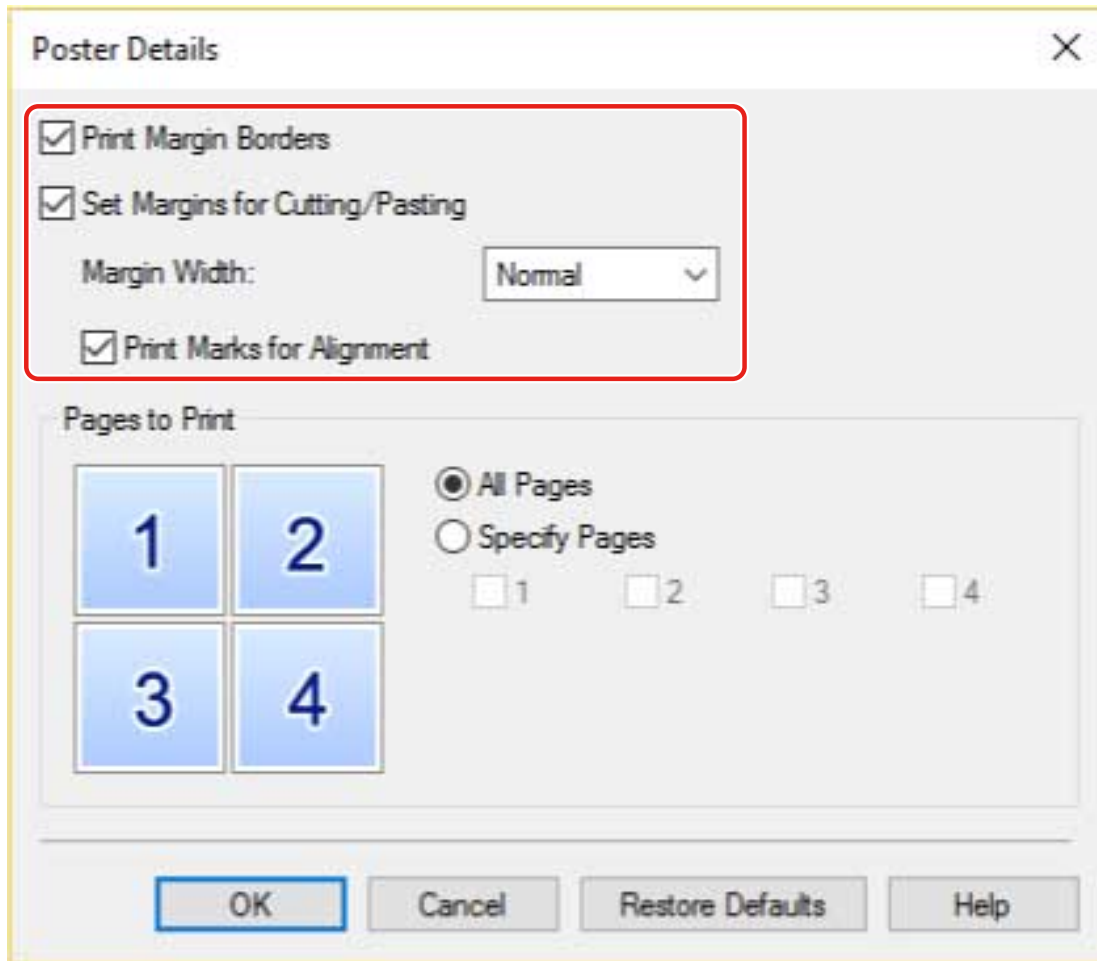 Poster Details
Print Margin Borders
Set Margins for Cutting/Pasting
Margin Width: Normal
Print Marks for Alignment
Pages to Print
1 2
3 4
All Pages
Specify Pages
1 2 3 4
OK Cancel Restore Defaults Help